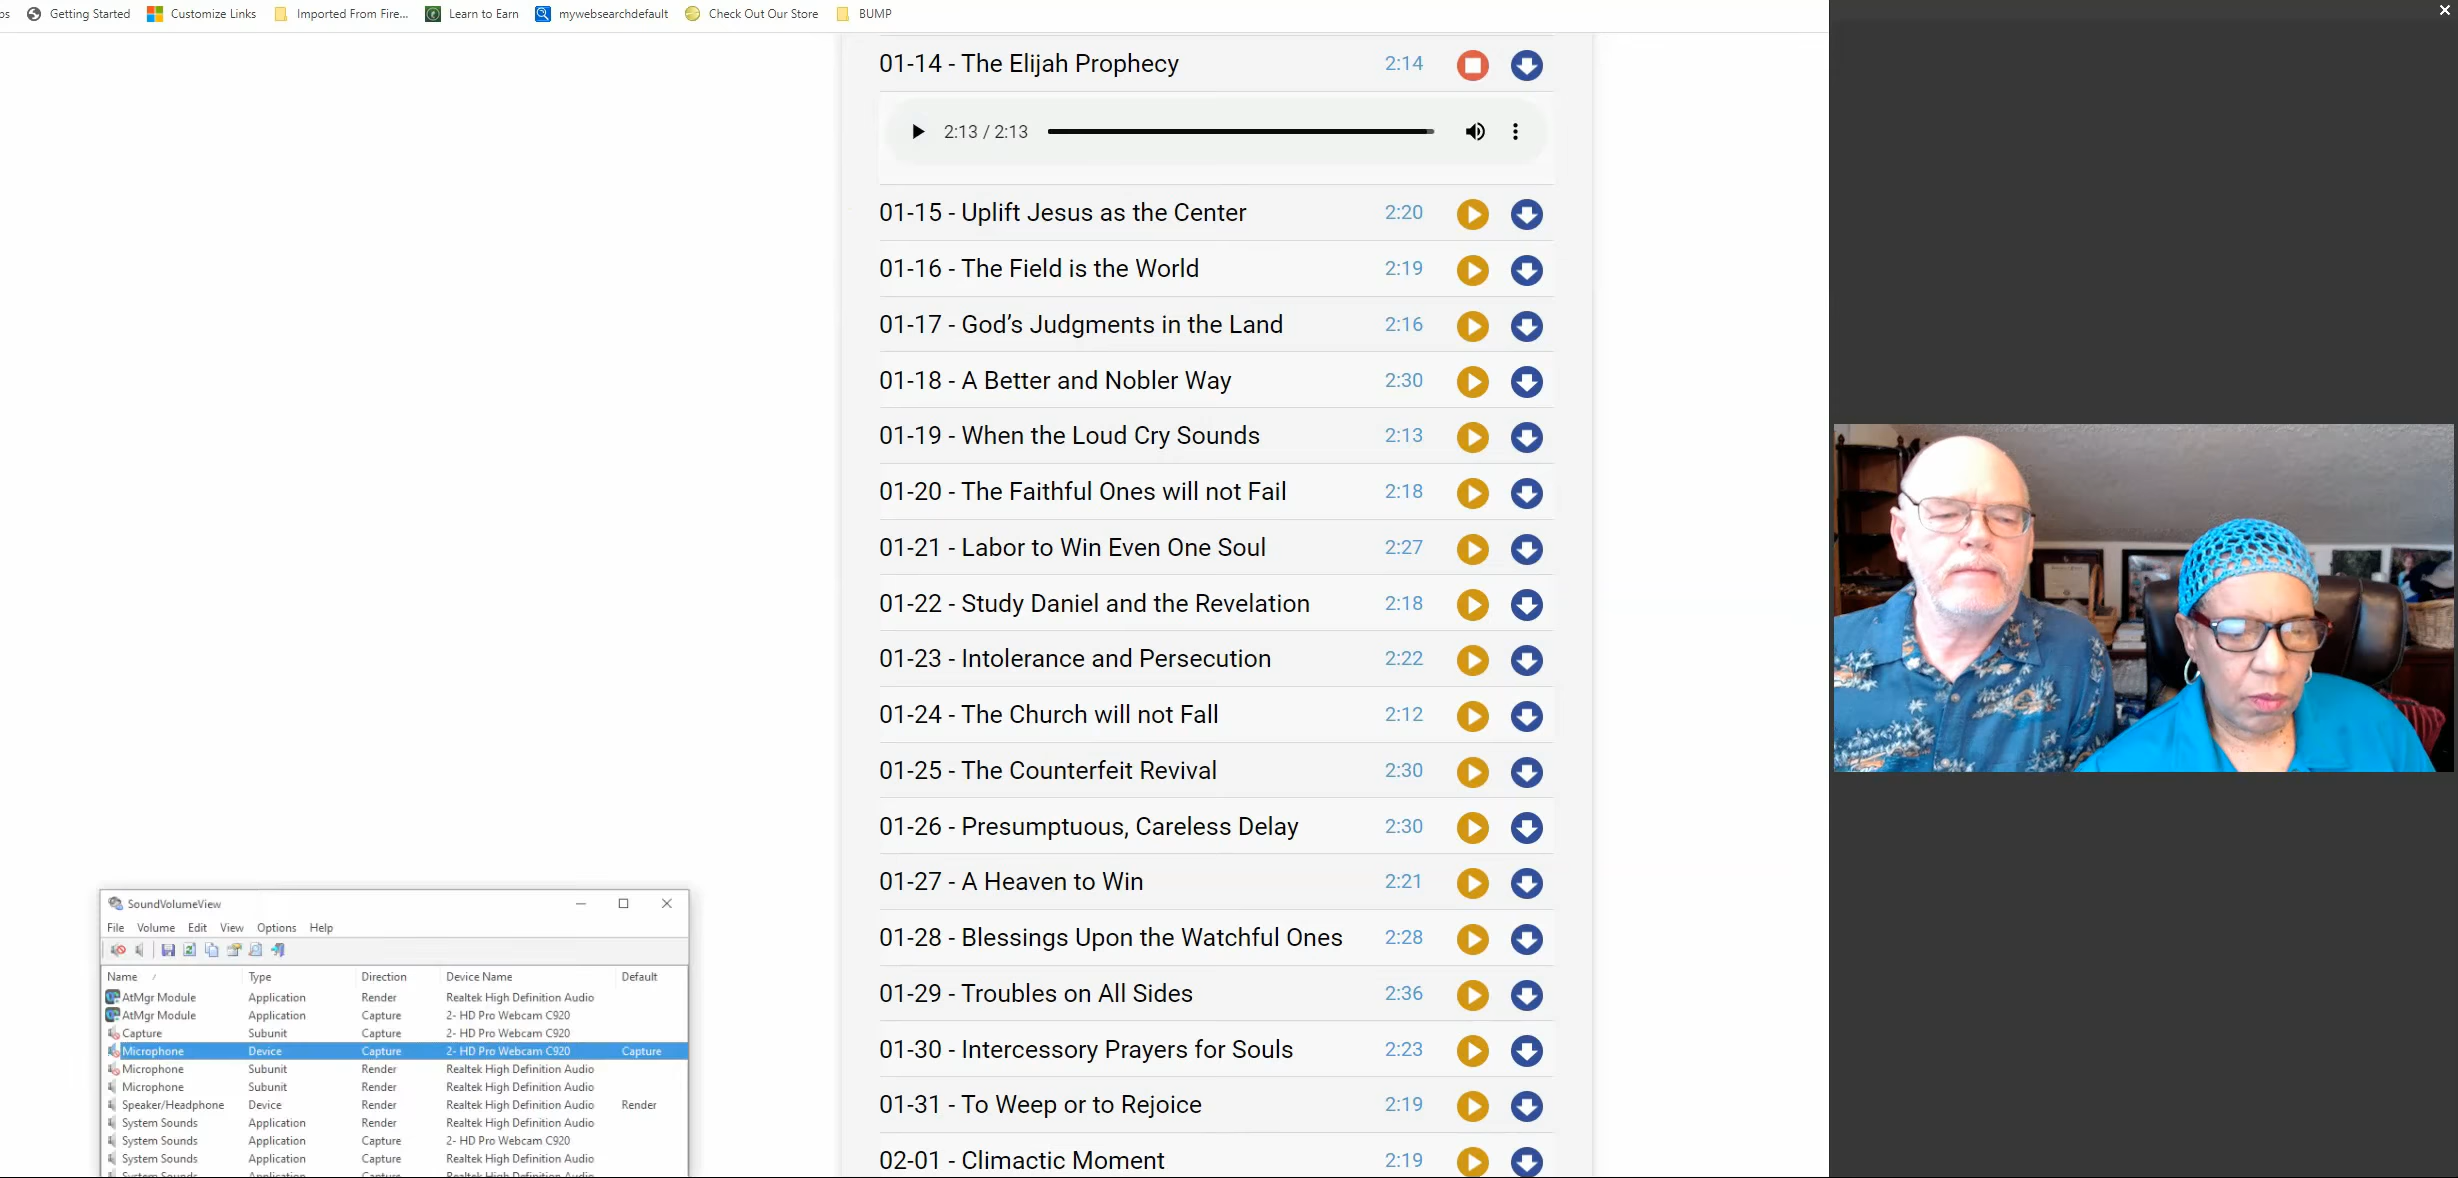 Getting Started
Customize Links
Imported From Fire...
Learn to Earn
mywebsearchdefault
Check Out Our Store
BUMP
01-14 - The Elijah Prophecy 2:14
2:13 / 2:13
01-15 - Uplift Jesus as the Center 2:20
01-16 - The Field is the World 2:19
01-17 - God’s Judgments in the Land 2:16
01-18 - A Better and Nobler Way 2:30
01-19 - When the Loud Cry Sounds 2:13
01-20 - The Faithful Ones will not Fail 2:18
01-21 - Labor to Win Even One Soul 2:27
01-22 - Study Daniel and the Revelation 2:18
01-23 - Intolerance and Persecution 2:22
01-24 - The Church will not Fall 2:12
01-25 - The Counterfeit Revival 2:30
01-26 - Presumptuous, Careless Delay 2:30
01-27 - A Heaven to Win 2:21
01-28 - Blessings Upon the Watchful Ones 2:28
01-29 - Troubles on All Sides 2:36
01-30 - Intercessory Prayers for Souls 2:23
01-31 - To Weep or to Rejoice 2:19
02-01 - Climactic Moment 2:19
SoundVolumeView
File Volume Edit View Options Help
Name / Type Direction Device Name Default
AtMgr Module Application Render Realtek High Definition Audio
AtMgr Module Application Capture 2- HD Pro Webcam C920
Capture Subunit Capture 2- HD Pro Webcam C920
Microphone Device Capture 2- HD Pro Webcam C920 Capture
Microphone Subunit Render Realtek High Definition Audio
Microphone Subunit Render Realtek High Definition Audio
Speaker/Headphone Device Render Realtek High Definition Audio Render
System Sounds Application Render Realtek High Definition Audio
System Sounds Application Capture 2- HD Pro Webcam C920
System Sounds Application Capture Realtek High Definition Audio